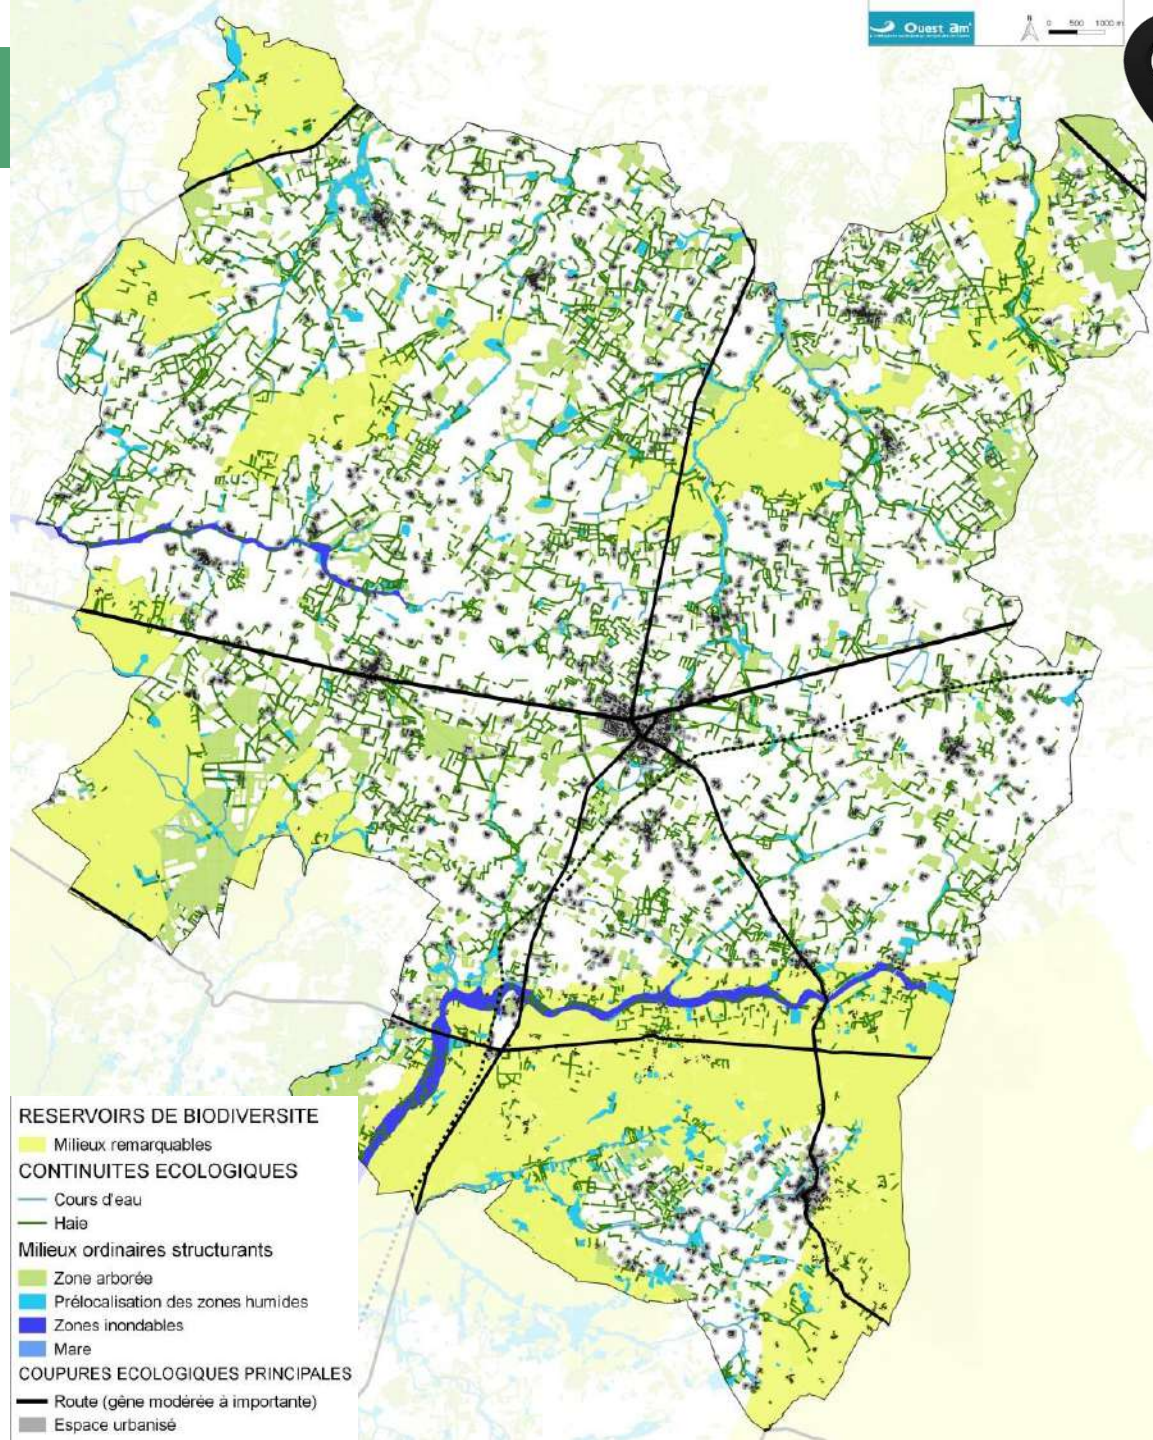 Ouest am'
N
0 500 1000 m
RESERVOIRS DE BIODIVERSITE
Milieux remarquables
CONTINUITES ECOLOGIQUES
Cours d'eau
Haie
Milieux ordinaires structurants
Zone arborée
Prélocalisation des zones humides
Zones inondables
Mare
COUPURES ECOLOGIQUES PRINCIPALES
Route (gêne modérée à importante)
Espace urbanisé